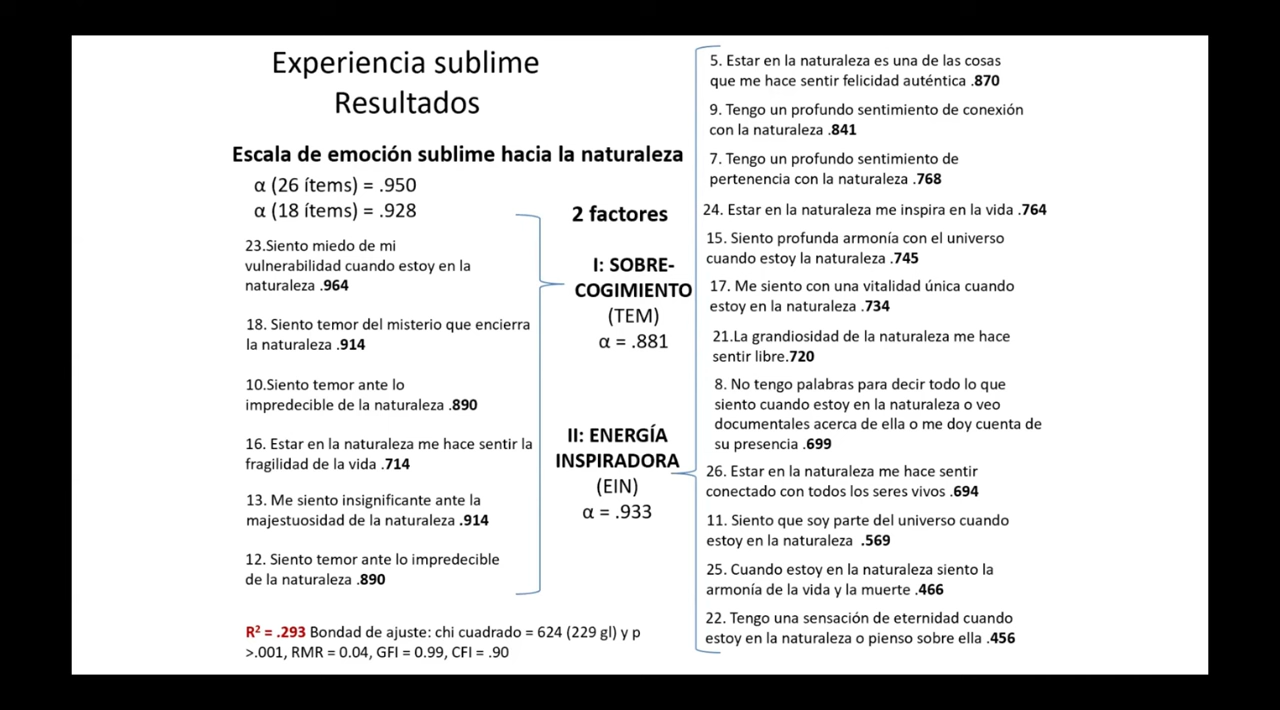 Experiencia sublime
Resultados
Escala de emoción sublime hacia la naturaleza
α (26 ítems) = .950
α (18 ítems) = .928
23.Siento miedo de mi
vulnerabilidad cuando estoy en la
naturaleza .964
18. Siento temor del misterio que encierra
la naturaleza .914
10.Siento temor ante lo
impredecible de la naturaleza .890
16. Estar en la naturaleza me hace sentir la
fragilidad de la vida .714
13. Me siento insignificante ante la
majestuosidad de la naturaleza .914
12. Siento temor ante lo impredecible
de la naturaleza .890
R² = .293 Bondad de ajuste: chi cuadrado = 624 (229 gl) y p
>.001, RMR = 0.04, GFI = 0.99, CFI = .90
2 factores
I: SOBRE-
COGIMIENTO
(TEM)
α = .881
II: ENERGÍA
INSPIRADORA
(EIN)
α = .933
5. Estar en la naturaleza es una de las cosas
que me hace sentir felicidad auténtica .870
9. Tengo un profundo sentimiento de conexión
con la naturaleza .841
7. Tengo un profundo sentimiento de
pertenencia con la naturaleza .768
24. Estar en la naturaleza me inspira en la vida .764
15. Siento profunda armonía con el universo
cuando estoy la naturaleza .745
17. Me siento con una vitalidad única cuando
estoy en la naturaleza .734
21.La grandiosidad de la naturaleza me hace
sentir libre.720
8. No tengo palabras para decir todo lo que
siento cuando estoy en la naturaleza o veo
documentales acerca de ella o me doy cuenta de
su presencia .699
26. Estar en la naturaleza me hace sentir
conectado con todos los seres vivos .694
11. Siento que soy parte del universo cuando
estoy en la naturaleza .569
25. Cuando estoy en la naturaleza siento la
armonía de la vida y la muerte .466
22. Tengo una sensación de eternidad cuando
estoy en la naturaleza o pienso sobre ella .456